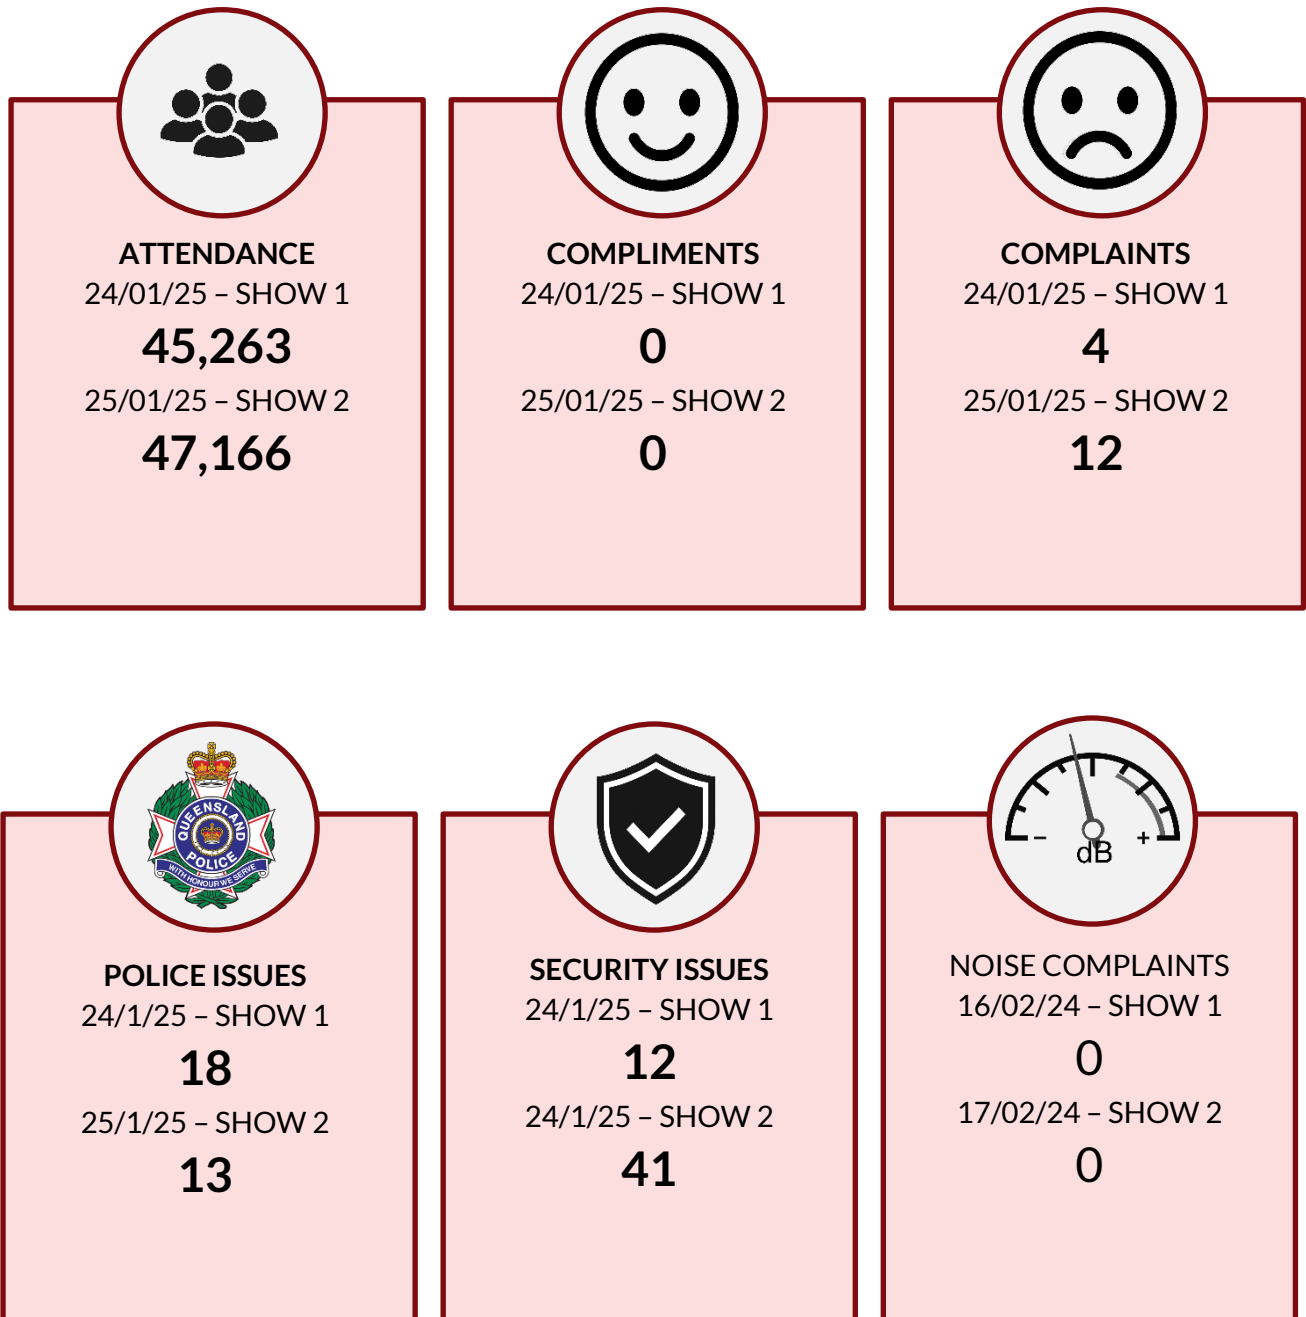 ATTENDANCE
24/01/25 – SHOW 1
45,263
25/01/25 – SHOW 2
47,166
COMPLIMENTS
24/01/25 – SHOW 1
0
25/01/25 – SHOW 2
0
COMPLAINTS
24/01/25 – SHOW 1
4
25/01/25 – SHOW 2
12
QUEENSLAND
POLICE
WITH HONOUR WE SERVE
POLICE ISSUES
24/1/25 – SHOW 1
18
25/1/25 – SHOW 2
13
SECURITY ISSUES
24/1/25 – SHOW 1
12
24/1/25 – SHOW 2
41
– +
dB
NOISE COMPLAINTS
16/02/24 – SHOW 1
0
17/02/24 – SHOW 2
0